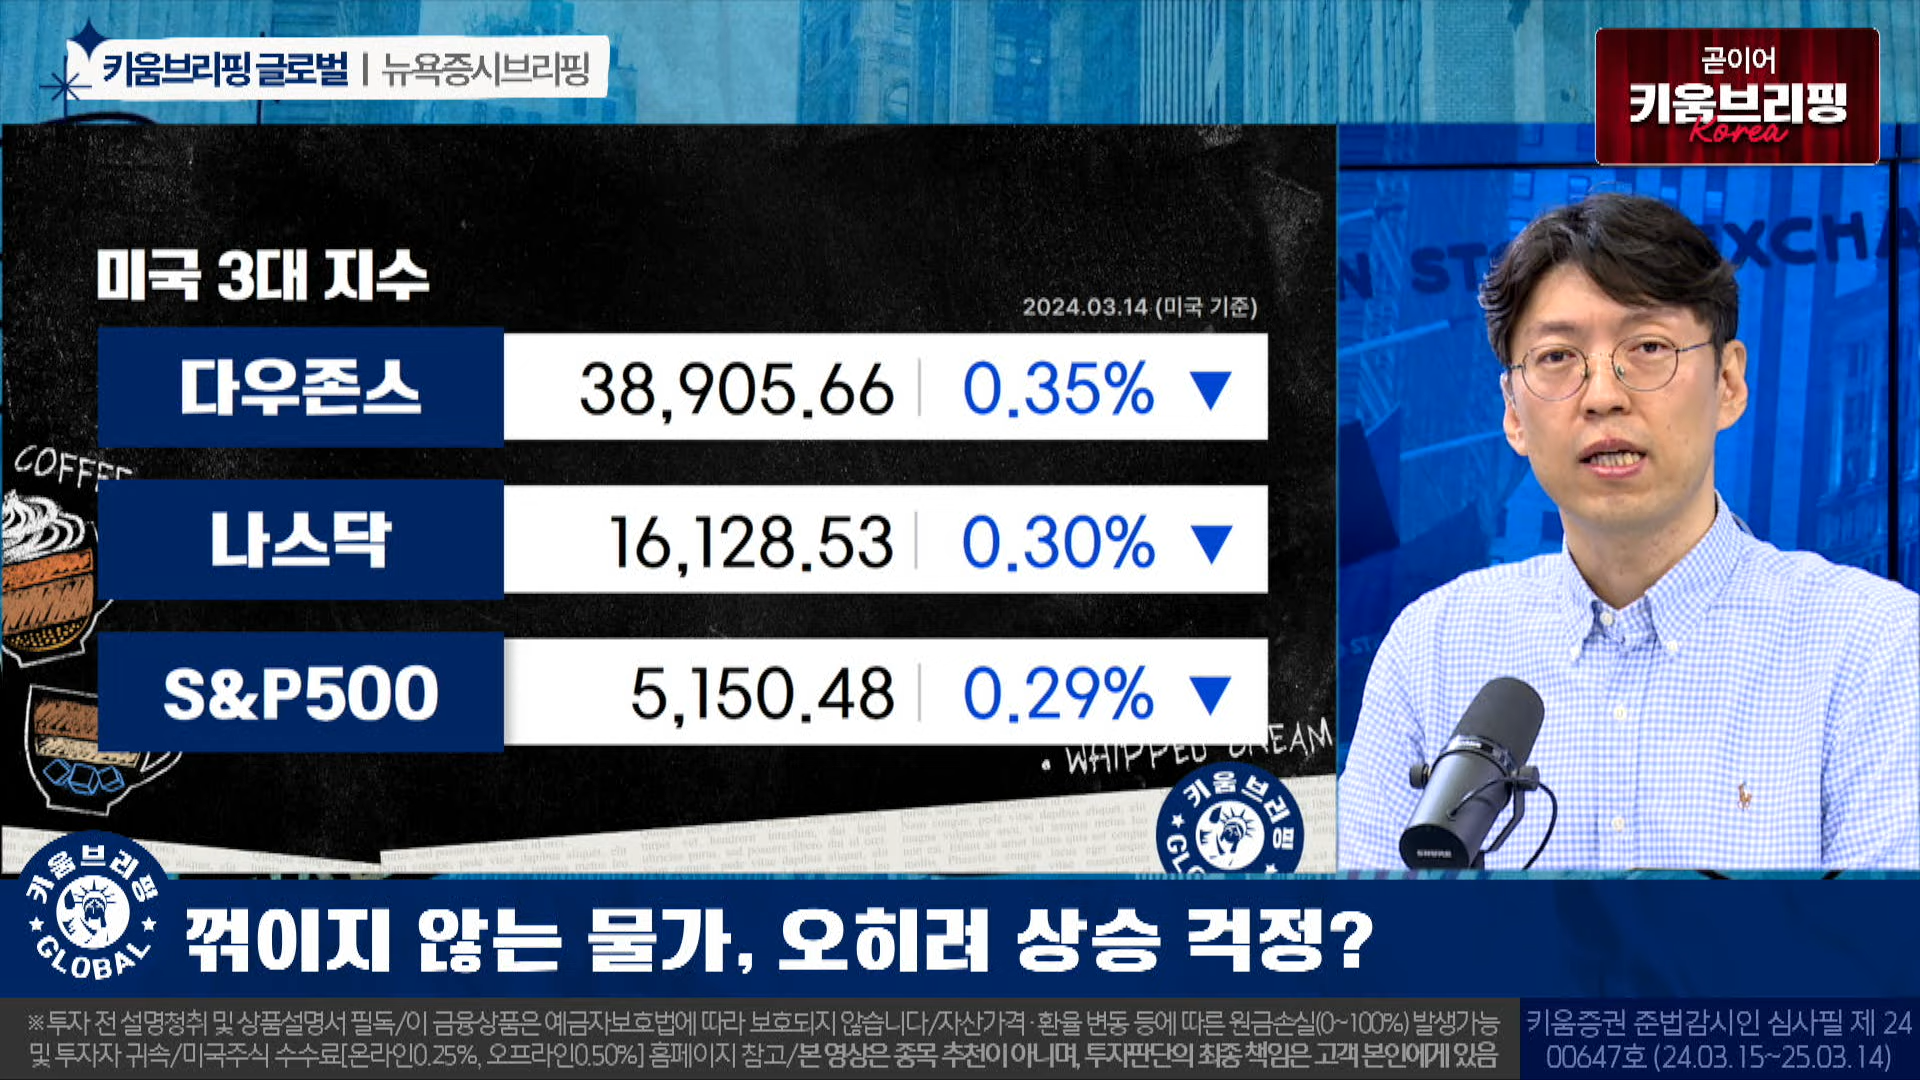 키움브리핑 글로벌 | 뉴욕증시브리핑
곧이어
키움브리핑
Korea
미국 3대 지수
2024.03.14 (미국 기준)
다우존스 38,905.66 0.35% ▼
나스닥 16,128.53 0.30% ▼
S&P500 5,150.48 0.29% ▼
COFFEE
• WHIPPED CREAM
키움브리핑
키움브리핑
GLOBAL
SHURE
꺾이지 않는 물가, 오히려 상승 걱정?
※투자 전 설명청취 및 상품설명서 필독/이 금융상품은 예금자보호법에 따라 보호되지 않습니다/자산가격·환율 변동 등에 따른 원금손실(0~100%) 발생가능
및 투자자 귀속/미국주식 수수료[온라인0.25%, 오프라인0.50%] 홈페이지 참고/본 영상은 종목 추천이 아니며, 투자판단의 최종 책임은 고객 본인에게 있음
키움증권 준법감시인 심사필 제 24
00647호 (24.03.15~25.03.14)